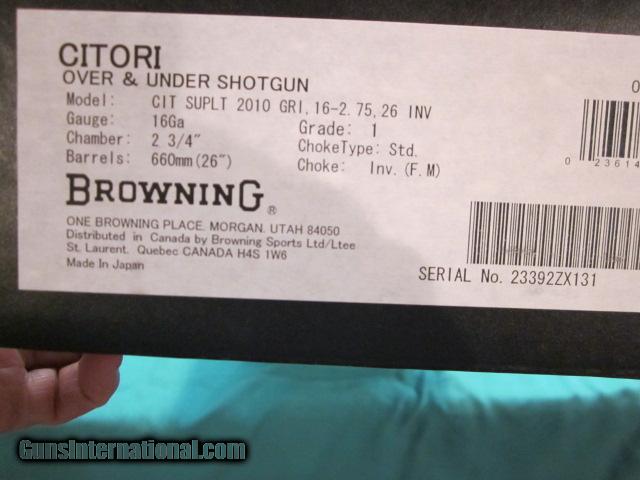 CITORI
OVER & UNDER SHOTGUN
Model: CIT SUPLT 2010 GRI, 16-2. 75, 26 INV
Gauge: 16Ga
Grade: 1
Chamber: 2 3/4"
ChokeType: Std.
Barrels: 660mm(26")
Choke: Inv. (F. M)
BROWNING®
ONE BROWNING PLACE. MORGAN. UTAH 84050
Distributed in Canada by Browning Sports Ltd/Ltee
St. Laurent. Quebec CANADA H4S 1W6
Made In Japan
0
0 23614
SERIAL No. 23392ZX131
GunsInternational.com